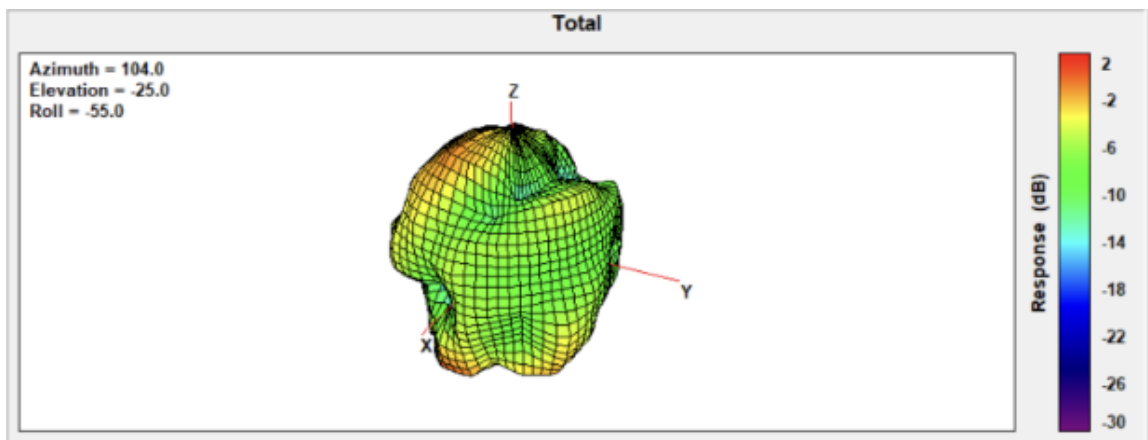 Total
Azimuth = 104.0
Elevation = -25.0
Roll = -55.0
Z
Y
X
Response (dB)
2
-2
-6
-10
-14
-18
-22
-26
-30